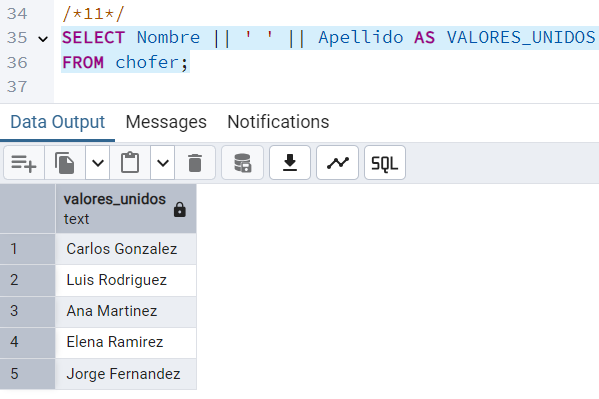 34 /*11*/
35 SELECT Nombre || ' ' || Apellido AS VALORES_UNIDOS
36 FROM chofer;
37
Data Output Messages Notifications
SQL
valores_unidos
text
1 Carlos Gonzalez
2 Luis Rodriguez
3 Ana Martinez
4 Elena Ramirez
5 Jorge Fernandez